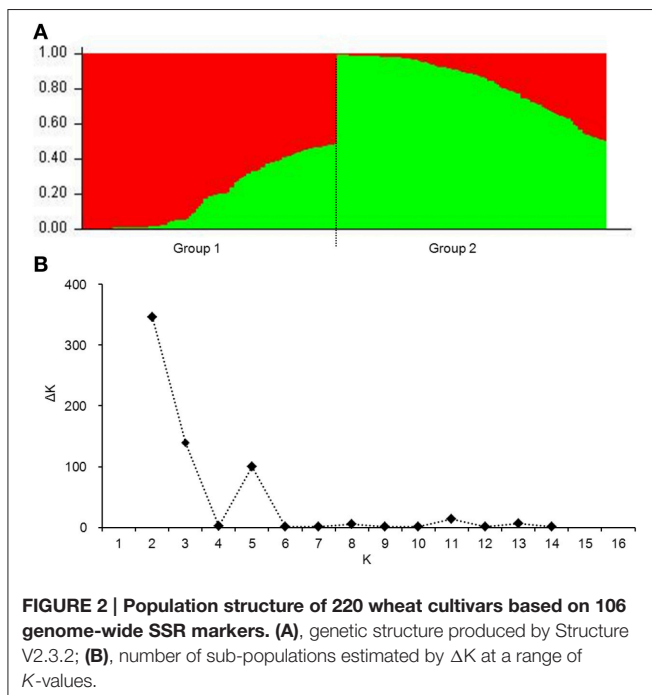 A
1.00
0.80
0.60
0.40
0.20
0.00
Group 1 Group 2
B
400
300
200
100
0
ΔK
1 2 3 4 5 6 7 8 9 10 11 12 13 14 15 16
K
FIGURE 2 | Population structure of 220 wheat cultivars based on 106
genome-wide SSR markers. (A), genetic structure produced by Structure
V2.3.2; (B), number of sub-populations estimated by ΔK at a range of
K-values.